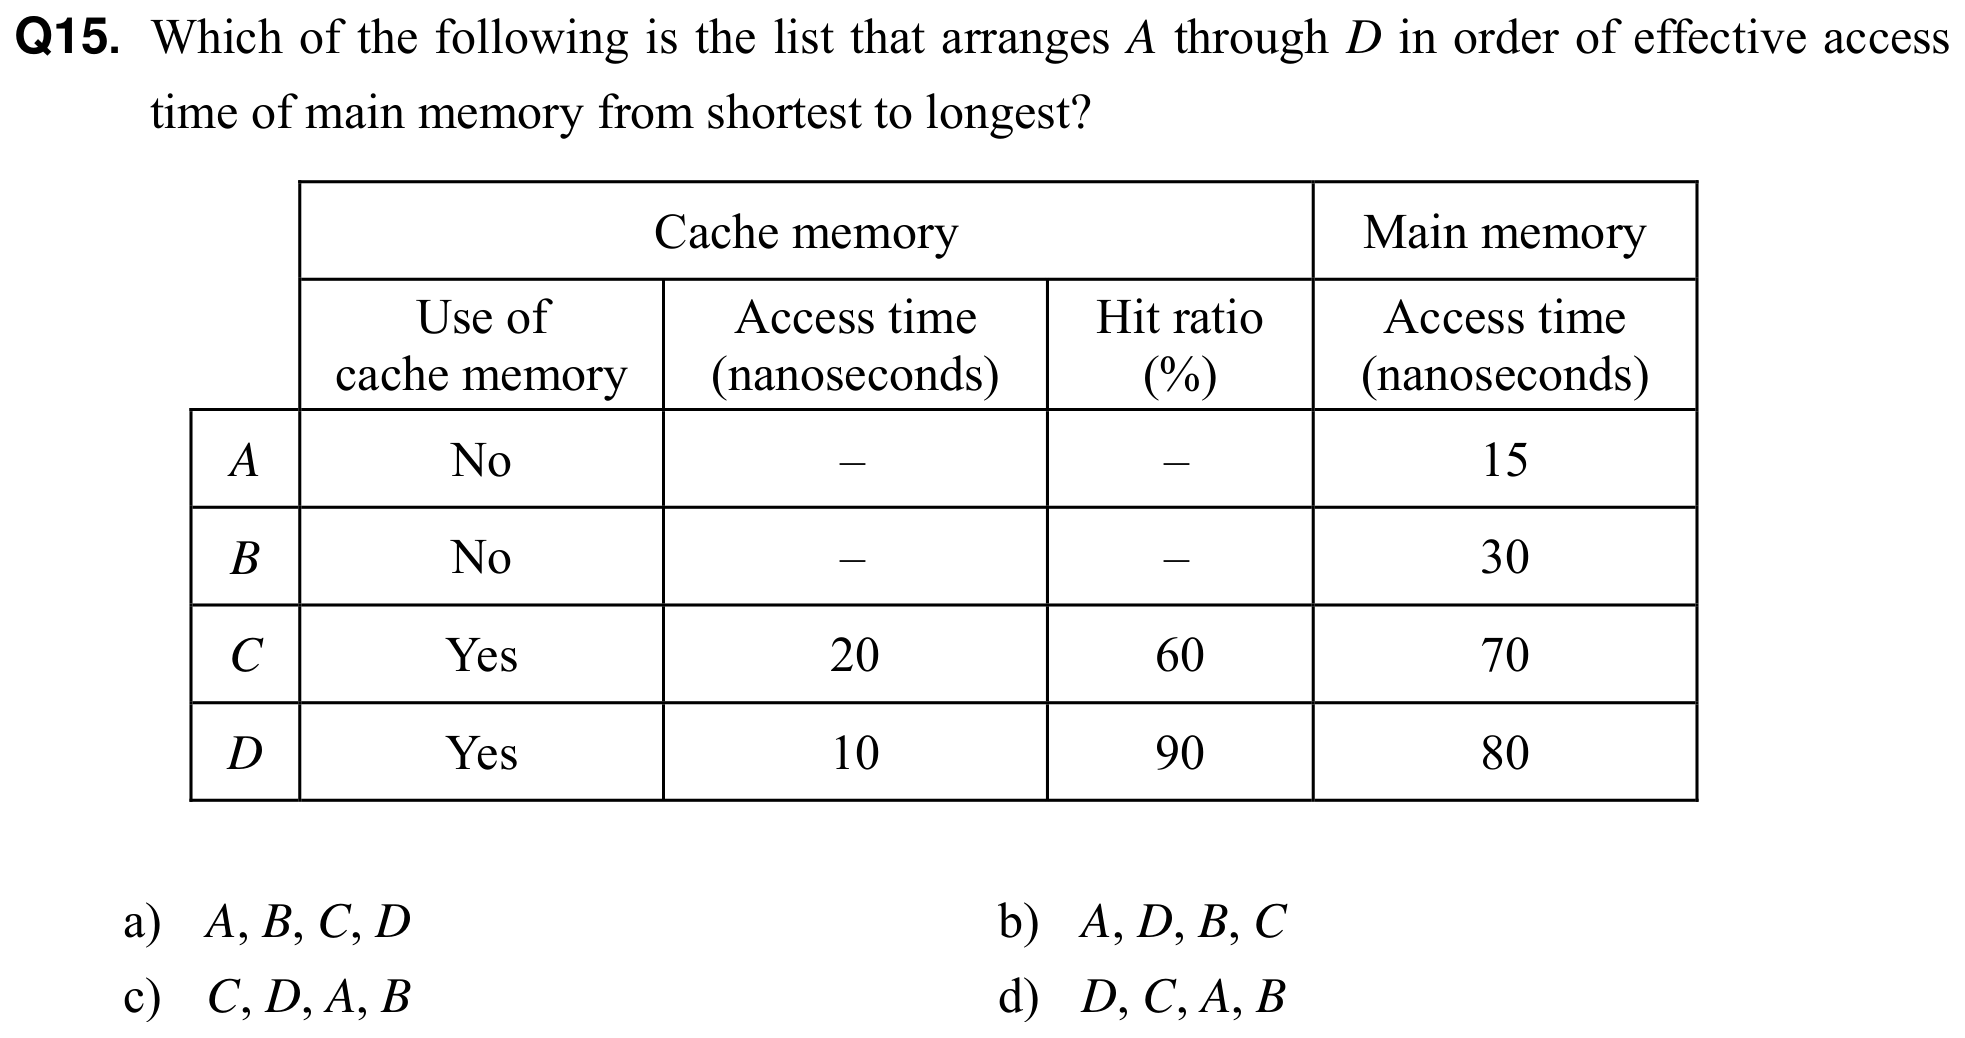 Q15. Which of the following is the list that arranges A through D in order of effective access
time of main memory from shortest to longest?
Cache memory Main memory
Use of cache memory Access time (nanoseconds) Hit ratio (%) Access time (nanoseconds)
A No – – 15
B No – – 30
C Yes 20 60 70
D Yes 10 90 80
a) A, B, C, D b) A, D, B, C
c) C, D, A, B d) D, C, A, B